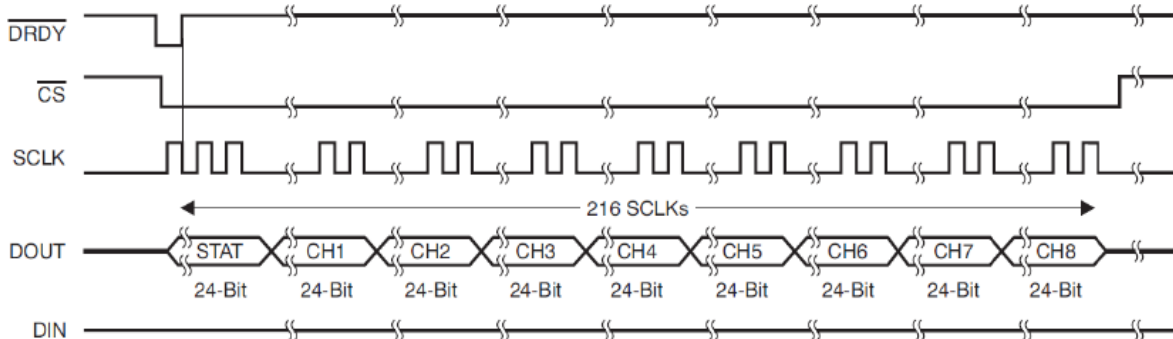 DRDY
CS
SCLK
216 SCLKs
DOUT STAT CH1 CH2 CH3 CH4 CH5 CH6 CH7 CH8
24-Bit 24-Bit 24-Bit 24-Bit 24-Bit 24-Bit 24-Bit 24-Bit 24-Bit
DIN